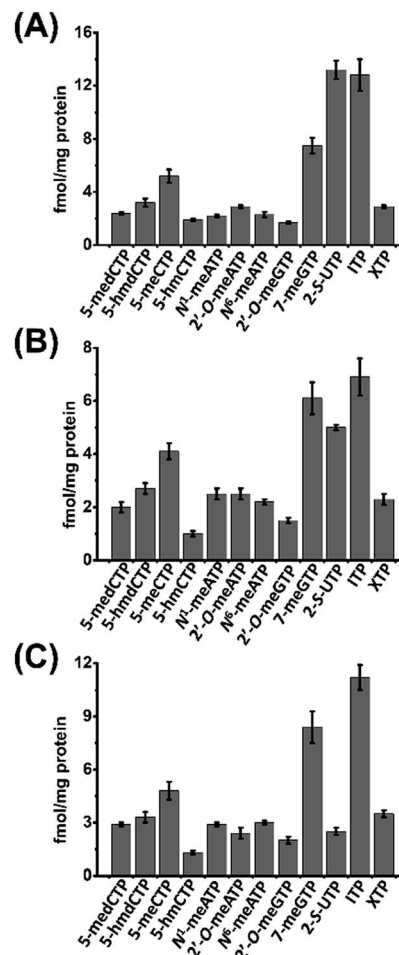 (A)
fmol/mg protein
16
12
8
4
0
5-medCTP
5-hmdCTP
5-meCTP
5-hmCTP
N¹-meATP
2'-O-meATP
N⁶-meATP
2'-O-meGTP
7-meGTP
2-S-UTP
ITP
XTP
(B)
fmol/mg protein
8
6
4
2
0
5-medCTP
5-hmdCTP
5-meCTP
5-hmCTP
N¹-meATP
2'-O-meATP
N⁶-meATP
2'-O-meGTP
7-meGTP
2-S-UTP
ITP
XTP
(C)
fmol/mg protein
12
9
6
3
0
5-medCTP
5-hmdCTP
5-meCTP
5-hmCTP
N¹-meATP
2'-O-meATP
N⁶-meATP
2'-O-meGTP
7-meGTP
2-S-UTP
ITP
XTP